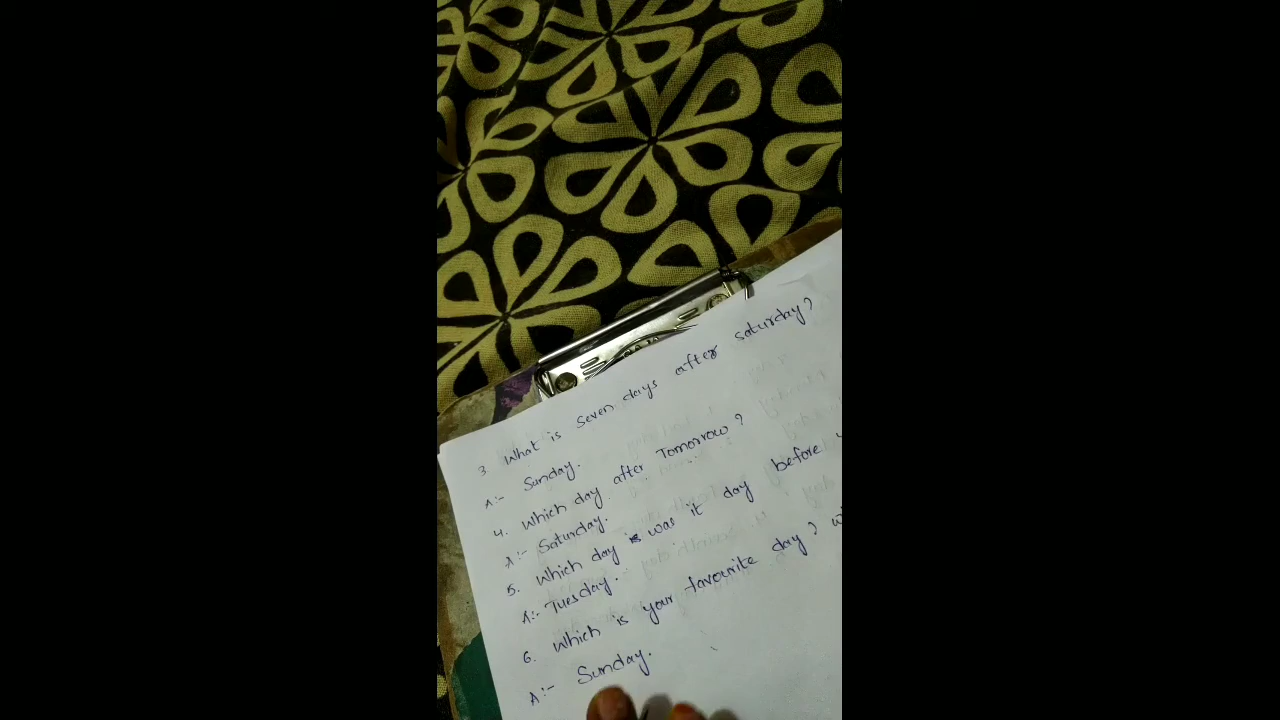 3. What is seven days after saturday?
A:- Sunday.
4. Which day after Tomorrow?
A:- Saturday.
5. Which day was it day before
A:- Tuesday.
6. Which is your favourite day?
A:- Sunday.